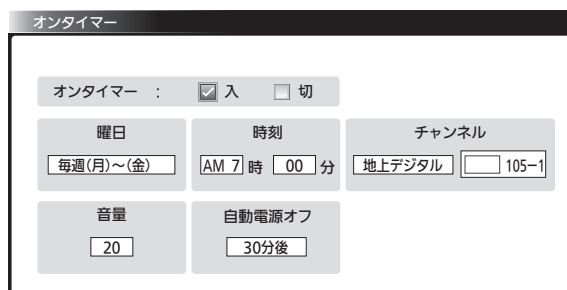 オンタイマー
オンタイマー : 入 切
曜日 時刻 チャンネル
毎週(月)~(金) AM 7 時 00 分 地上デジタル 105-1
音量 自動電源オフ
20 30分後